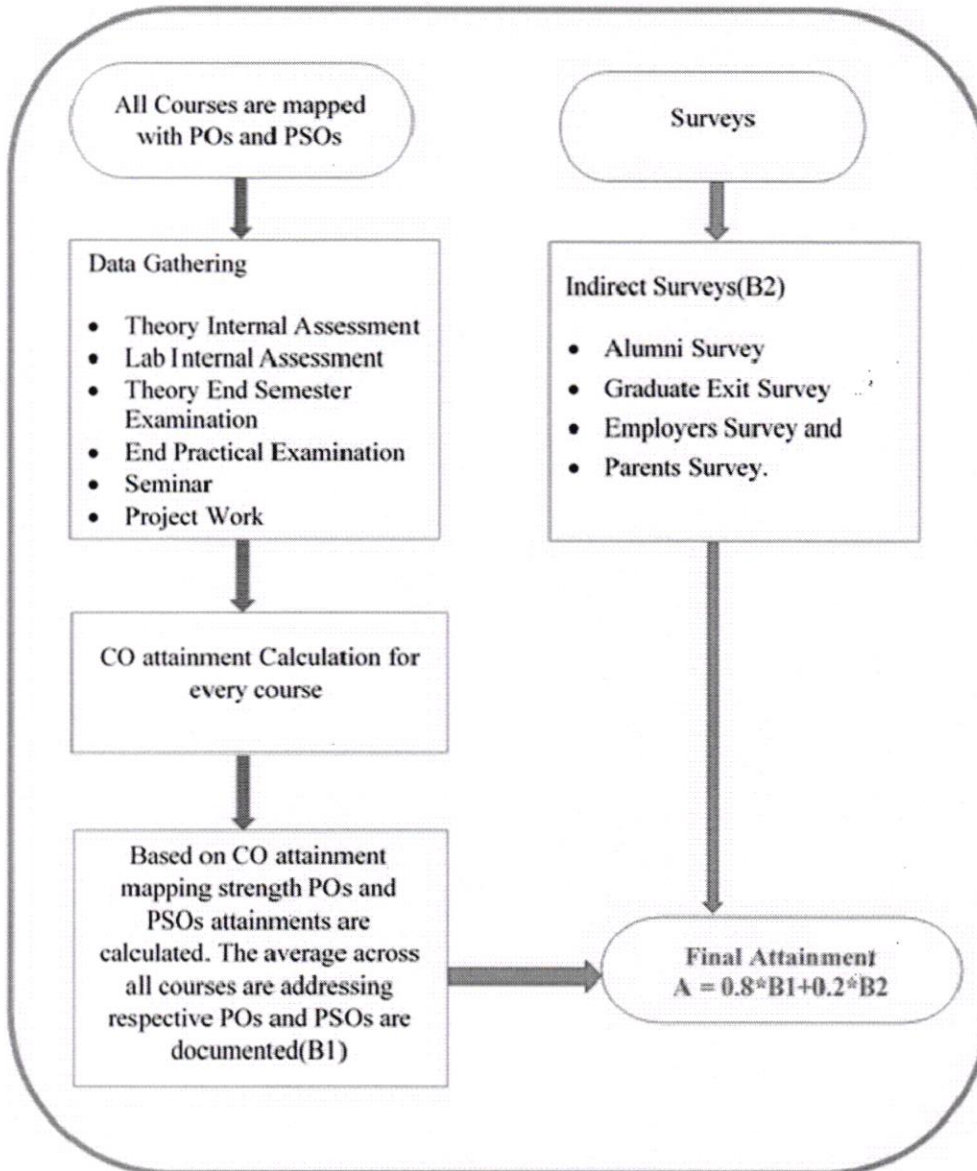 All Courses are mapped
with POs and PSOs
Data Gathering
• Theory Internal Assessment
• Lab Internal Assessment
• Theory End Semester
Examination
• End Practical Examination
• Seminar
• Project Work
CO attainment Calculation for
every course
Based on CO attainment
mapping strength POs and
PSOs attainments are
calculated. The average across
all courses are addressing
respective POs and PSOs are
documented(B1)
Surveys
Indirect Surveys(B2)
• Alumni Survey
• Graduate Exit Survey
• Employers Survey and
• Parents Survey.
Final Attainment
A = 0.8*B1+0.2*B2